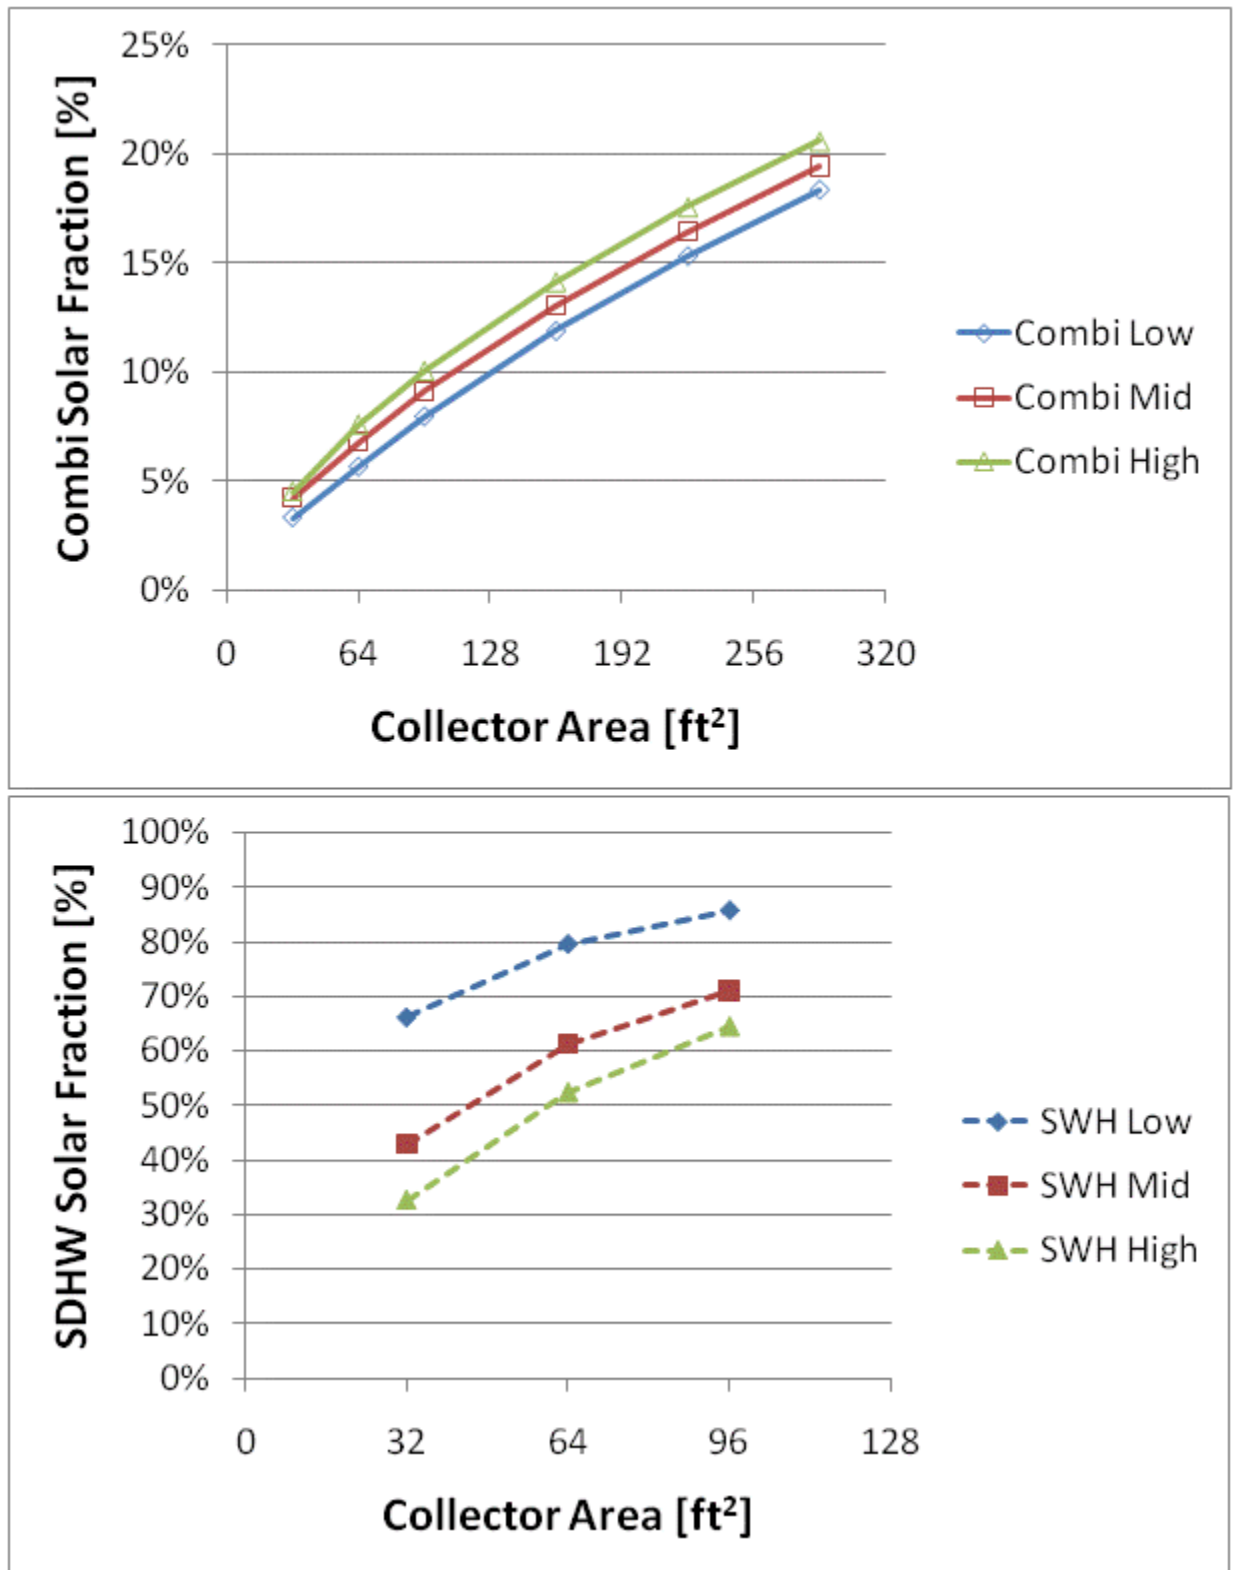 Combi Solar Fraction [%]
25%
20%
15%
10%
5%
0%
0 64 128 192 256 320
Collector Area [ft²]
Combi Low
Combi Mid
Combi High
SDHW Solar Fraction [%]
100%
90%
80%
70%
60%
50%
40%
30%
20%
10%
0%
0 32 64 96 128
Collector Area [ft²]
SWH Low
SWH Mid
SWH High